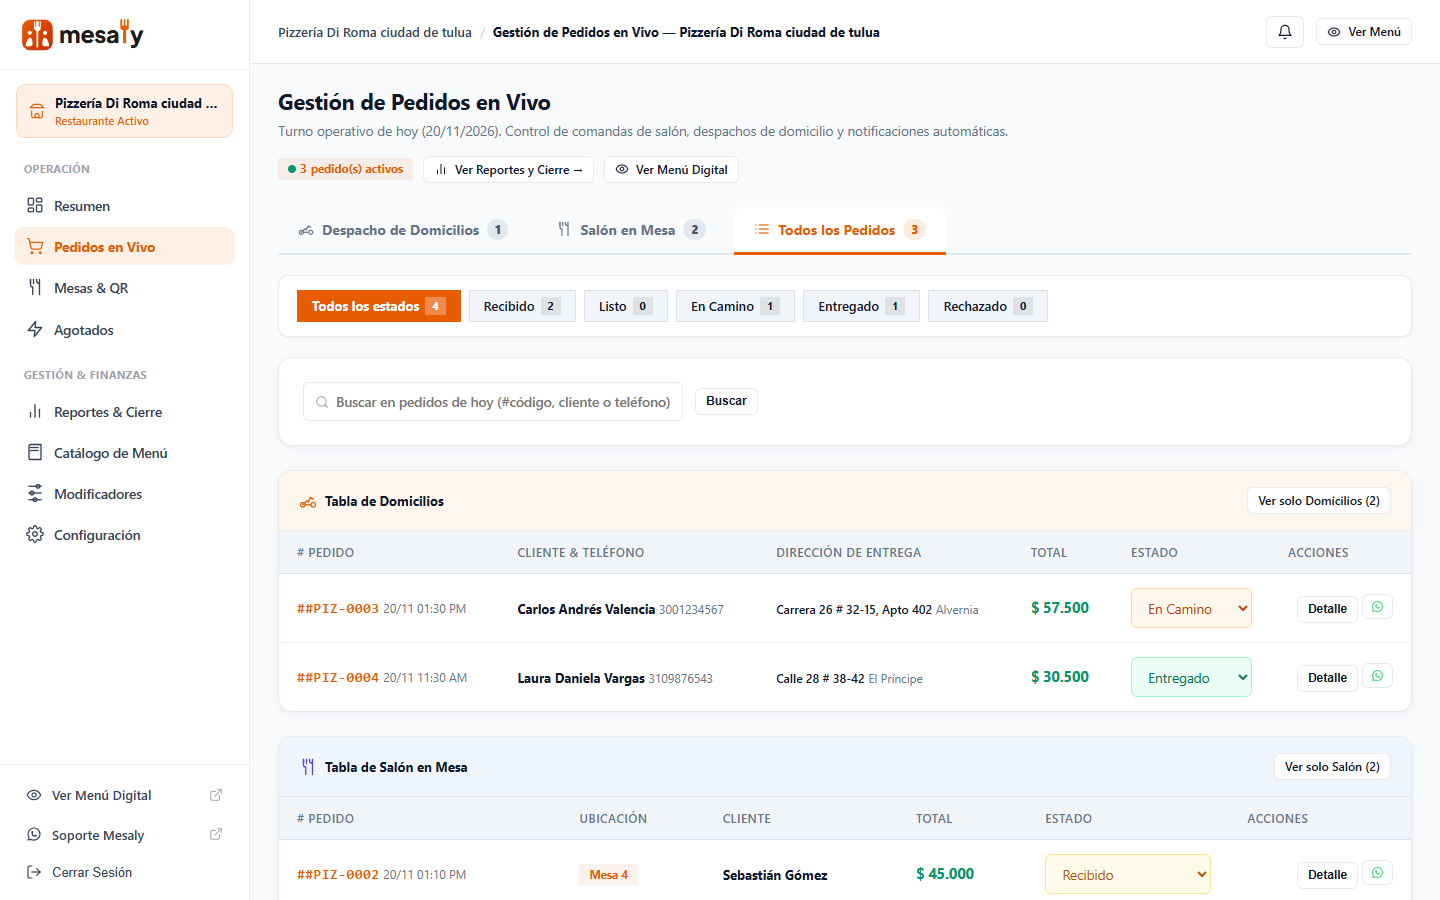 mesaly
Pizzería Di Roma ciudad ...
Restaurante Activo
OPERACIÓN
Resumen
Pedidos en Vivo
Mesas & QR
Agotados
GESTIÓN & FINANZAS
Reportes & Cierre
Catálogo de Menú
Modificadores
Configuración
Ver Menú Digital
Soporte Mesaly
Cerrar Sesión
Pizzería Di Roma ciudad de tulua / Gestión de Pedidos en Vivo — Pizzería Di Roma ciudad de tulua
Ver Menú
Gestión de Pedidos en Vivo
Turno operativo de hoy (20/11/2026). Control de comandas de salón, despachos de domicilio y notificaciones automáticas.
3 pedido(s) activos Ver Reportes y Cierre → Ver Menú Digital
Despacho de Domicilios 1 Salón en Mesa 2 Todos los Pedidos 3
Todos los estados 4 Recibido 2 Listo 0 En Camino 1 Entregado 1 Rechazado 0
Buscar en pedidos de hoy (#código, cliente o teléfono) Buscar
Tabla de Domicilios Ver solo Domicilios (2)
# PEDIDO CLIENTE & TELÉFONO DIRECCIÓN DE ENTREGA TOTAL ESTADO ACCIONES
##PIZ-0003 20/11 01:30 PM Carlos Andrés Valencia 3001234567 Carrera 26 # 32-15, Apto 402 Alvernia $ 57.500 En Camino Detalle
##PIZ-0004 20/11 11:30 AM Laura Daniela Vargas 3109876543 Calle 28 # 38-42 El Príncipe $ 30.500 Entregado Detalle
Tabla de Salón en Mesa Ver solo Salón (2)
# PEDIDO UBICACIÓN CLIENTE TOTAL ESTADO ACCIONES
##PIZ-0002 20/11 01:10 PM Mesa 4 Sebastián Gómez $ 45.000 Recibido Detalle